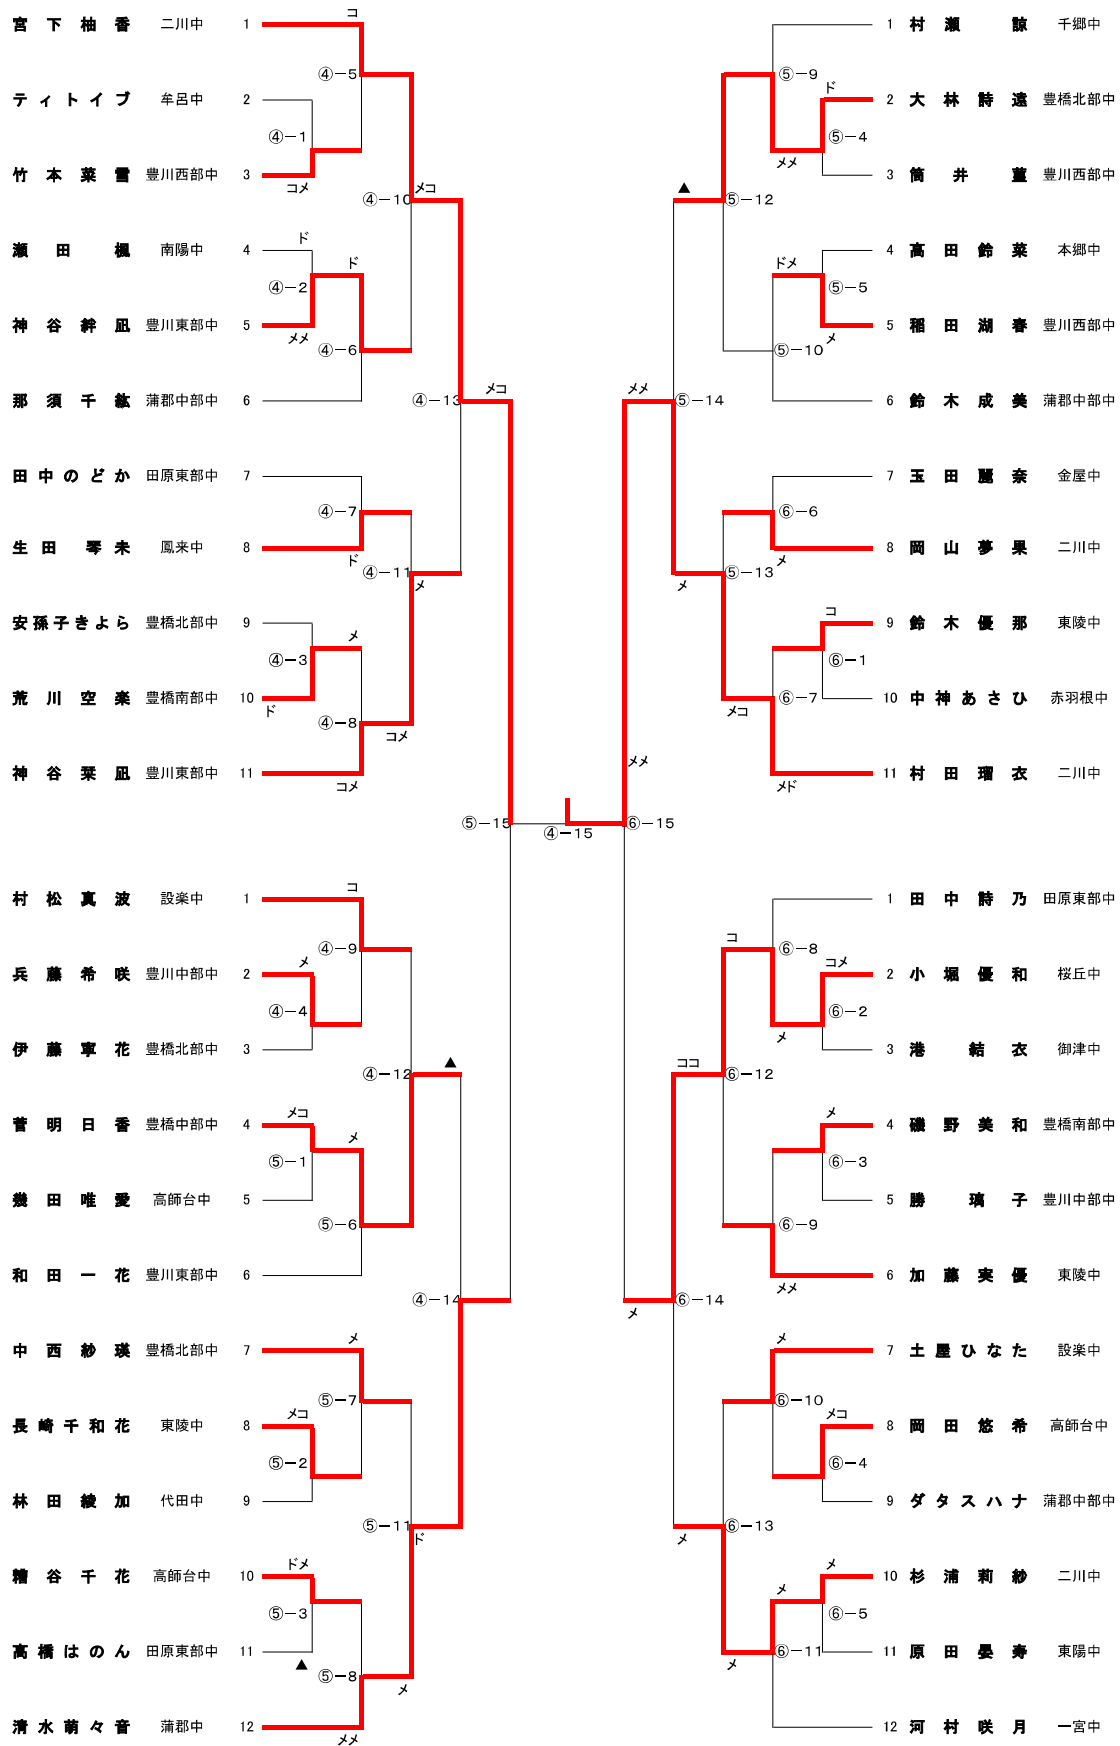 コ
宮下柚香 二川中 1
1 村瀬諒 千郷中
④－5
⑤－9
ド
ティトイブ 牟呂中 2
2 大林詩遠 豊橋北部中
④－1
⑤－4
メメ
竹本菜雪 豊川西部中 3
3 筒井菫 豊川西部中
コメ
メコ
▲
④－10
⑤－12
ド
瀬田楓 南陽中 4
4 高田鈴菜 本郷中
ド
ドメ
④－2
⑤－5
神谷絆凪 豊川東部中 5
5 稲田湖春 豊川西部中
メメ
メ
④－6
⑤－10
メコ
メメ
那須千紘 蒲郡中部中 6
④－13
⑤－14
6 鈴木成美 蒲郡中部中
田中のどか 田原東部中 7
7 玉田麗奈 金屋中
④－7
⑥－6
生田琴未 鳳来中 8
8 岡山夢果 二川中
ド
メ
④－11
⑤－13
メ
メ
コ
安孫子きよら 豊橋北部中 9
9 鈴木優那 東陵中
メ
④－3
⑥－1
荒川空楽 豊橋南部中 10
⑥－7
10 中神あさひ 赤羽根中
ド
メコ
④－8
コメ
メメ
神谷栞凪 豊川東部中 11
11 村田瑠衣 二川中
コメ
メド
⑤－15
④－15
⑥－15
コ
村松真波 設楽中 1
1 田中詩乃 田原東部中
コ
④－9
⑥－8
メ
コメ
兵藤希咲 豊川中部中 2
2 小堀優和 桜丘中
④－4
⑥－2
メ
伊藤寧花 豊橋北部中 3
3 港結衣 御津中
▲
ココ
④－12
⑥－12
メコ
メ
菅明日香 豊橋中部中 4
4 磯野美和 豊橋南部中
メ
⑤－1
⑥－3
幾田唯愛 高師台中 5
5 勝璃子 豊川中部中
⑤－6
⑥－9
和田一花 豊川東部中 6
6 加藤実優 東陵中
メメ
④－14
⑥－14
メ
メ
メ
中西紗瑛 豊橋北部中 7
7 土屋ひなた 設楽中
⑤－7
⑥－10
メコ
メコ
長崎千和花 東陵中 8
8 岡田悠希 高師台中
⑤－2
⑥－4
林田綾加 代田中 9
9 ダタスハナ 蒲郡中部中
⑤－11
⑥－13
ド
メ
ドメ
メ
糟谷千花 高師台中 10
10 杉浦莉紗 二川中
メ
⑤－3
⑥－5
高橋はのん 田原東部中 11
⑥－11
11 原田晏寿 東陽中
▲
メ
⑤－8
メ
清水萌々音 蒲郡中 12
12 河村咲月 一宮中
メメ